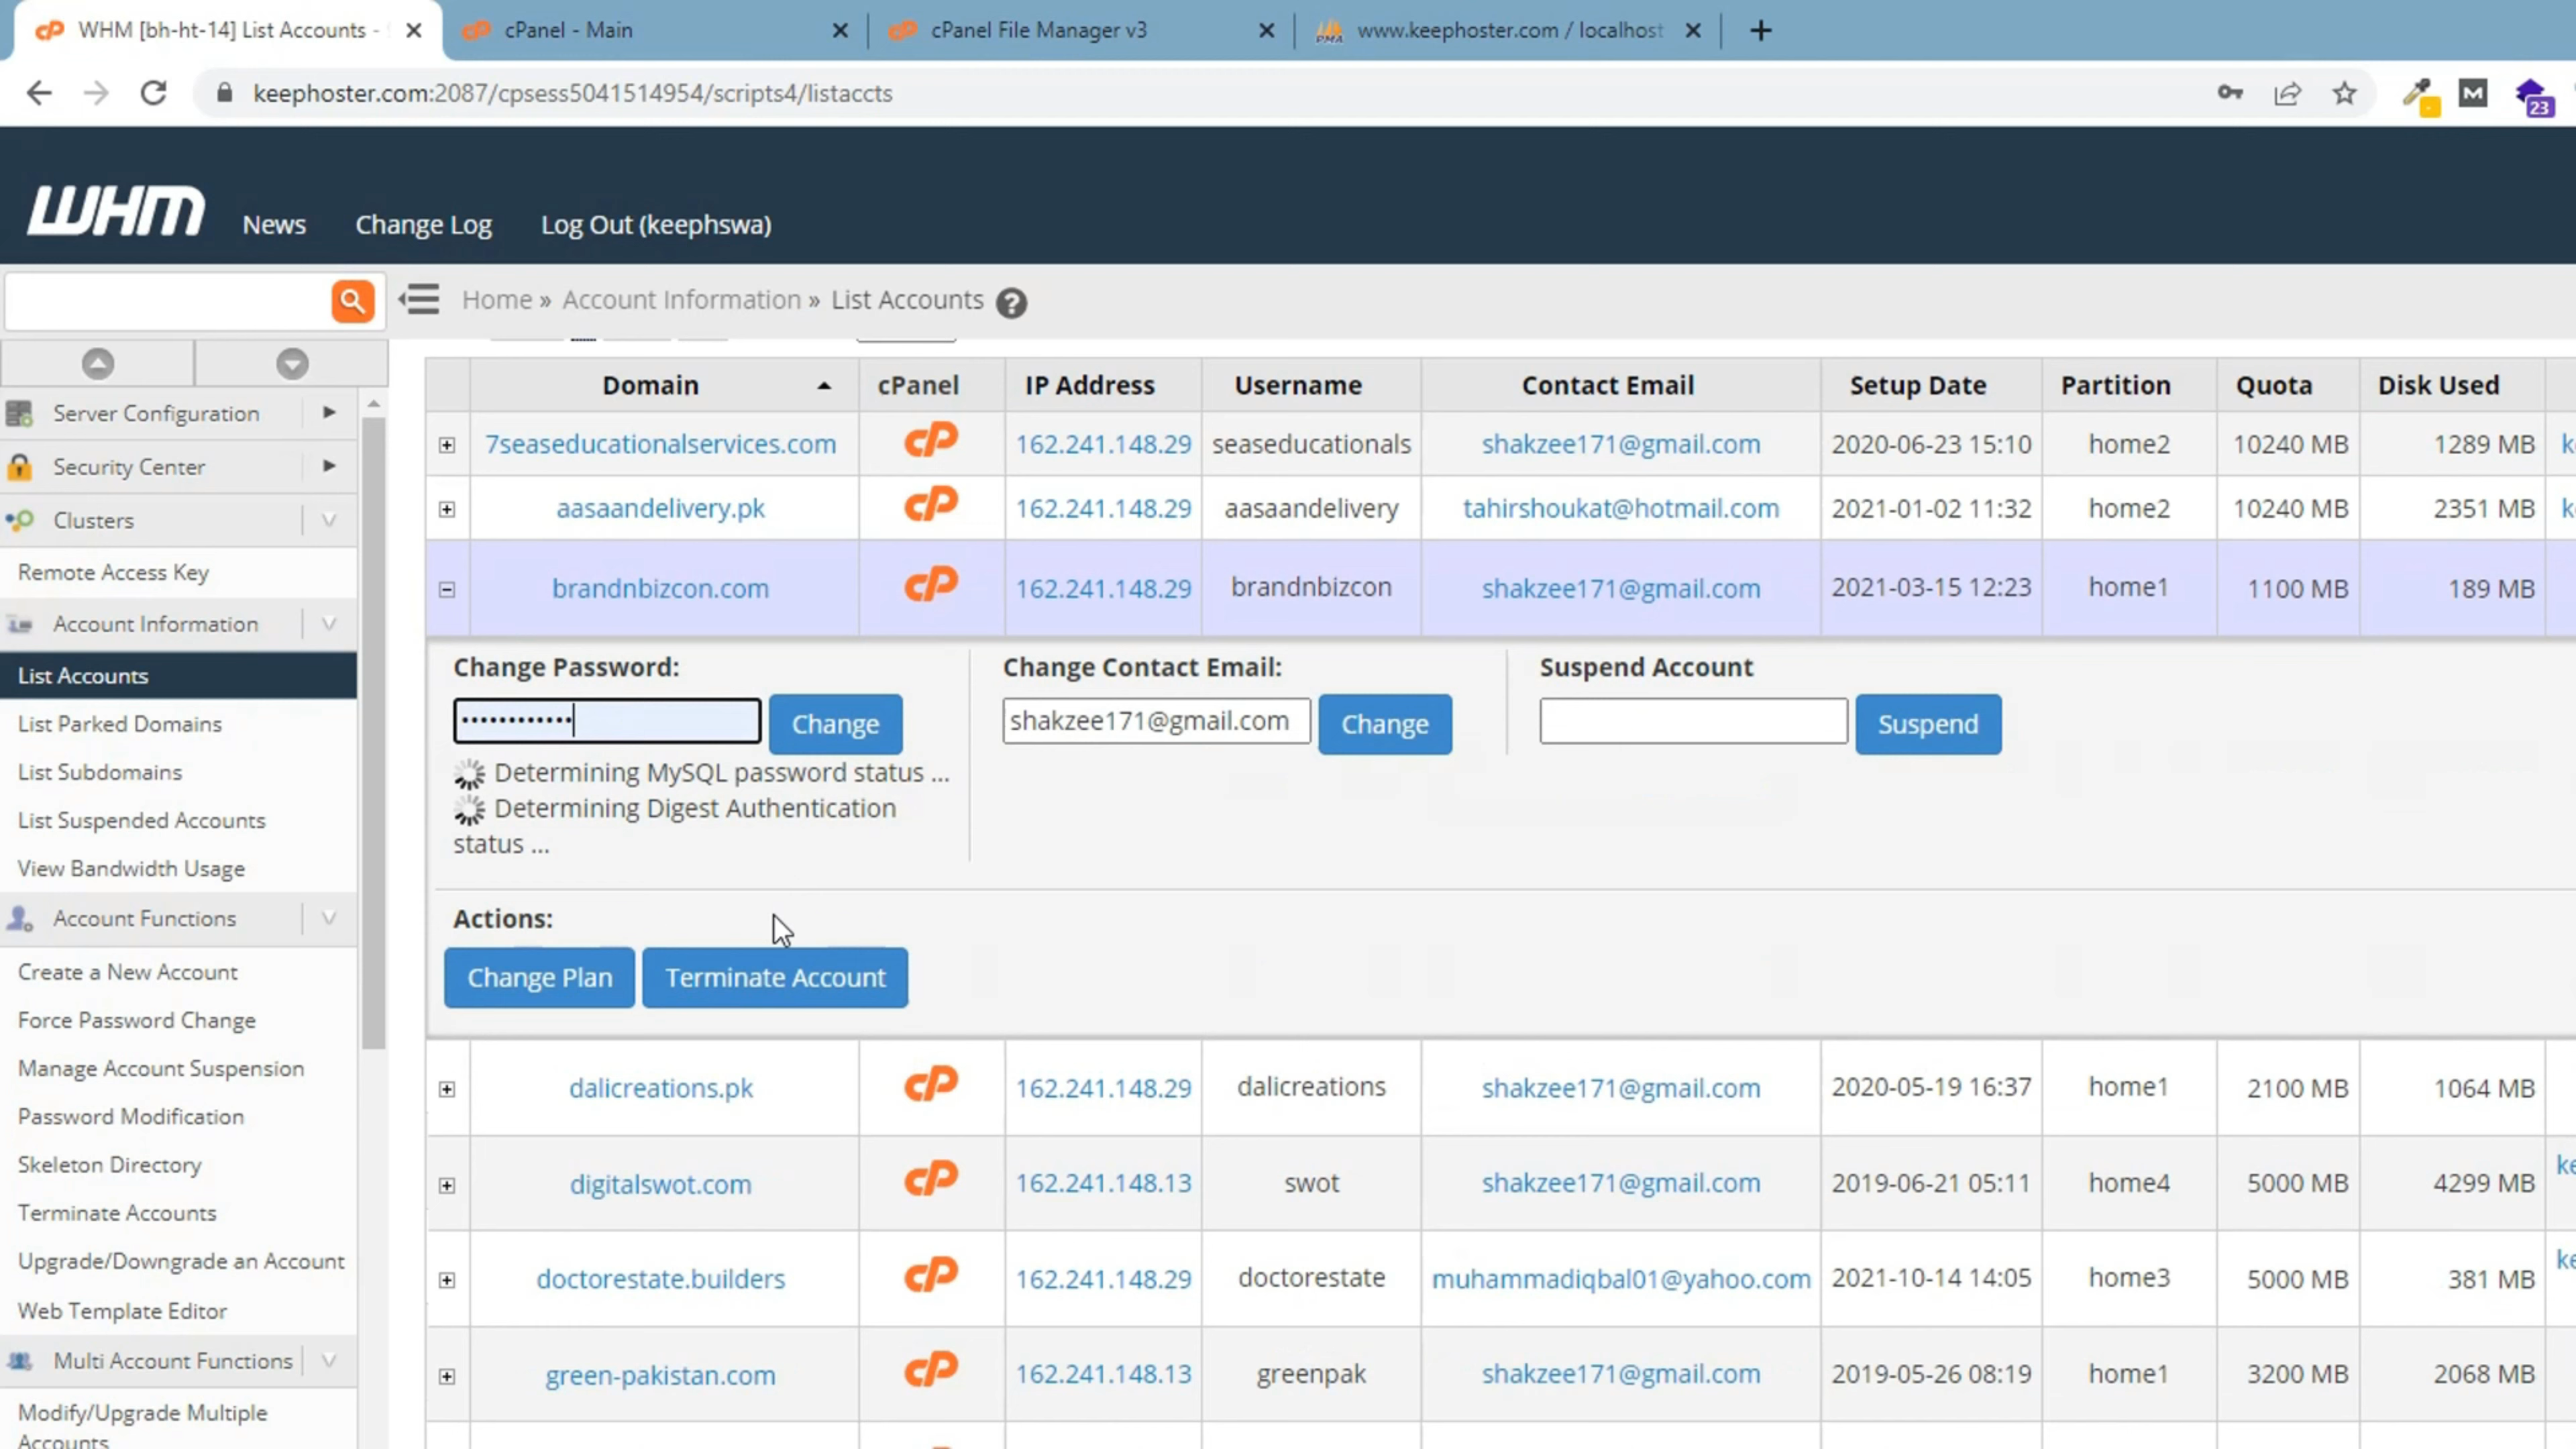 WHM [bh-ht-14] List Accounts -
cPanel - Main
cPanel File Manager v3
www.keephoster.com / localhost
keephoster.com:2087/cpsess5041514954/scripts4/listaccts
23
WHM
News
Change Log
Log Out (keephswa)
Home » Account Information » List Accounts
Domain cPanel IP Address Username Contact Email Setup Date Partition Quota Disk Used
7seaseducationalservices.com cP 162.241.148.29 seaseducationals shakzee171@gmail.com 2020-06-23 15:10 home2 10240 MB 1289 MB
aasaandelivery.pk cP 162.241.148.29 aasaandelivery tahirshoukat@hotmail.com 2021-01-02 11:32 home2 10240 MB 2351 MB
brandnbizcon.com cP 162.241.148.29 brandnbizcon shakzee171@gmail.com 2021-03-15 12:23 home1 1100 MB 189 MB
Change Password:
Change
Determining MySQL password status ...
Determining Digest Authentication
status ...
Change Contact Email:
shakzee171@gmail.com Change
Suspend Account
Suspend
Actions:
Change Plan Terminate Account
dalicreations.pk cP 162.241.148.29 dalicreations shakzee171@gmail.com 2020-05-19 16:37 home1 2100 MB 1064 MB
digitalswot.com cP 162.241.148.13 swot shakzee171@gmail.com 2019-06-21 05:11 home4 5000 MB 4299 MB
doctorestate.builders cP 162.241.148.29 doctorestate muhammadiqbal01@yahoo.com 2021-10-14 14:05 home3 5000 MB 381 MB
green-pakistan.com cP 162.241.148.13 greenpak shakzee171@gmail.com 2019-05-26 08:19 home1 3200 MB 2068 MB
Server Configuration
Security Center
Clusters
Remote Access Key
Account Information
List Accounts
List Parked Domains
List Subdomains
List Suspended Accounts
View Bandwidth Usage
Account Functions
Create a New Account
Force Password Change
Manage Account Suspension
Password Modification
Skeleton Directory
Terminate Accounts
Upgrade/Downgrade an Account
Web Template Editor
Multi Account Functions
Modify/Upgrade Multiple
Accounts